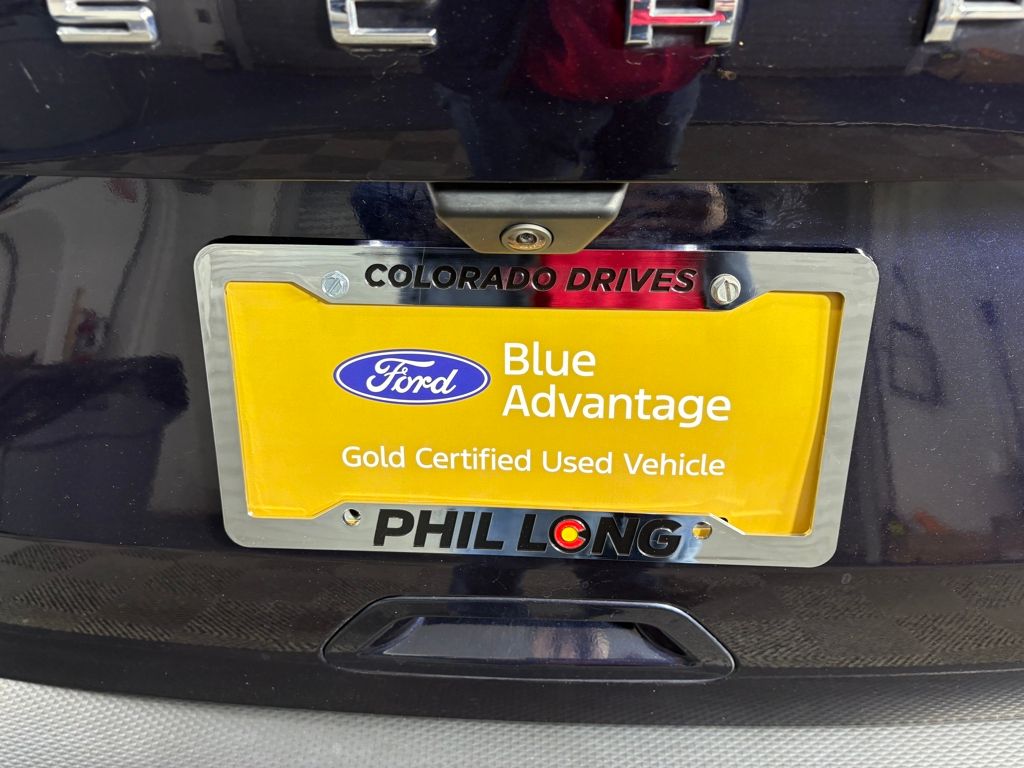 COLORADO DRIVES
Ford
Blue
Advantage
Gold Certified Used Vehicle
PHIL LONG